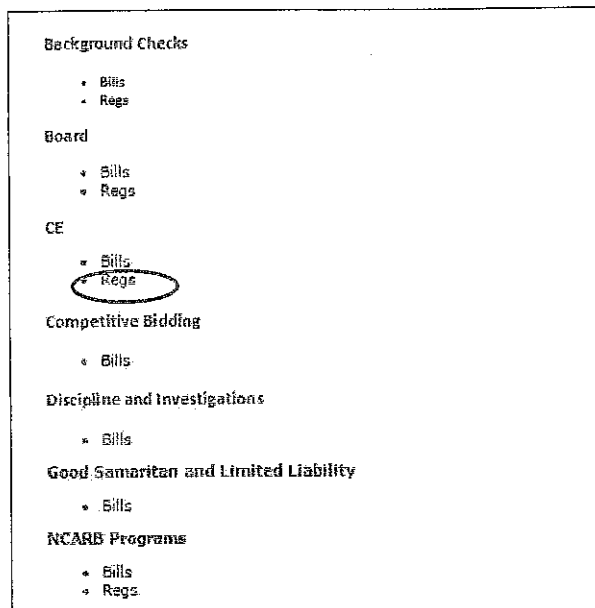 Background Checks
• Bills
• Regs
Board
• Bills
• Regs
CE
• Bills
• Regs
Competitive Bidding
• Bills
Discipline and Investigations
• Bills
Good Samaritan and Limited Liability
• Bills
NCARB Programs
• Bills
• Regs